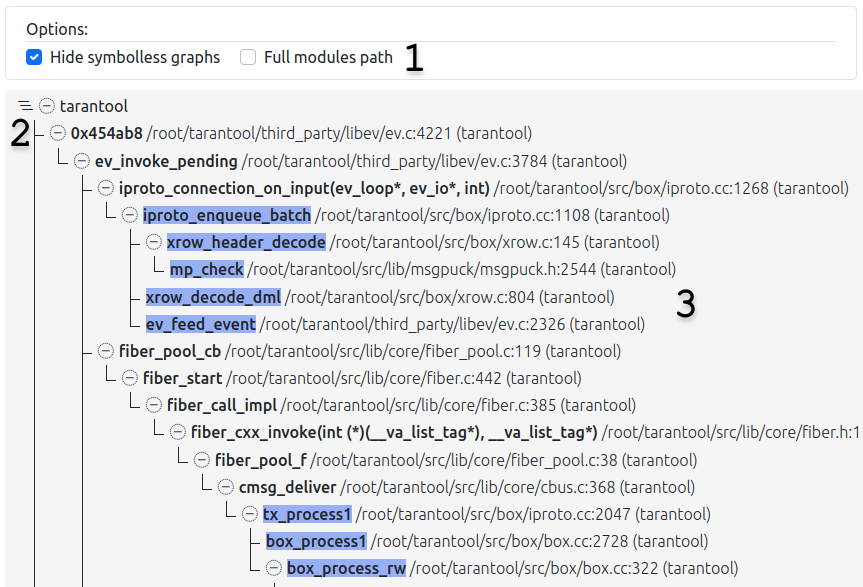 Options:
Hide symbolless graphs Full modules path 1
tarantool
2 0x454ab8 /root/tarantool/third_party/libev/ev.c:4221 (tarantool)
ev_invoke_pending /root/tarantool/third_party/libev/ev.c:3784 (tarantool)
iproto_connection_on_input(ev_loop*, ev_io*, int) /root/tarantool/src/box/iproto.cc:1268 (tarantool)
iproto_enqueue_batch /root/tarantool/src/box/iproto.cc:1108 (tarantool)
xrow_header_decode /root/tarantool/src/box/xrow.c:145 (tarantool)
mp_check /root/tarantool/src/lib/msgpuck/msgpuck.h:2544 (tarantool)
xrow_decode_dml /root/tarantool/src/box/xrow.c:804 (tarantool) 3
ev_feed_event /root/tarantool/third_party/libev/ev.c:2326 (tarantool)
fiber_pool_cb /root/tarantool/src/lib/core/fiber_pool.c:119 (tarantool)
fiber_start /root/tarantool/src/lib/core/fiber.c:442 (tarantool)
fiber_call_impl /root/tarantool/src/lib/core/fiber.c:385 (tarantool)
fiber_cxx_invoke(int (*)(__va_list_tag*), __va_list_tag*) /root/tarantool/src/lib/core/fiber.h:1
fiber_pool_f /root/tarantool/src/lib/core/fiber_pool.c:38 (tarantool)
cmsg_deliver /root/tarantool/src/lib/core/cbus.c:368 (tarantool)
tx_process1 /root/tarantool/src/box/iproto.cc:2047 (tarantool)
box_process1 /root/tarantool/src/box/box.cc:2728 (tarantool)
box_process_rw /root/tarantool/src/box/box.cc:322 (tarantool)